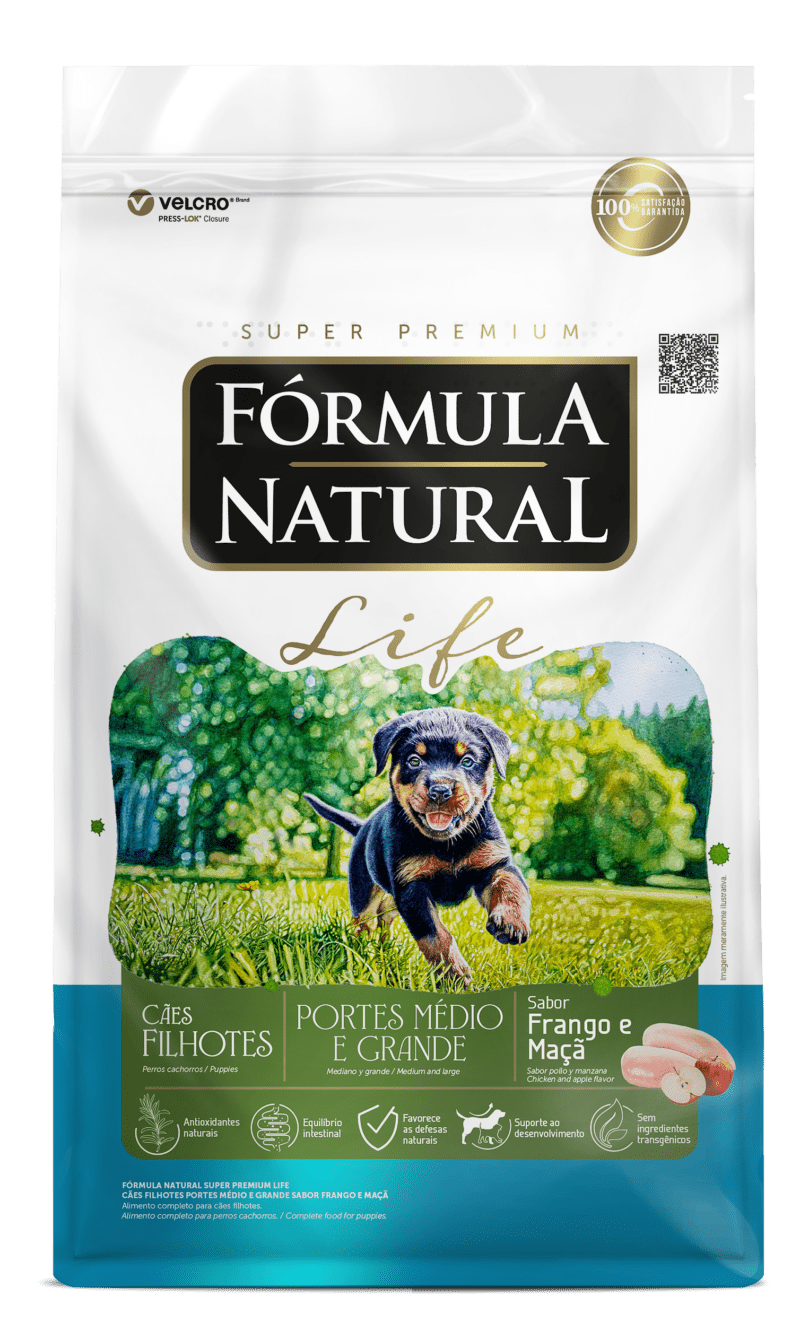 VELCRO® Brand
PRESS-LOK® Closure
100% SATISFAÇÃO
GARANTIDA
SUPER PREMIUM
FÓRMULA
NATURAL
Life
Imagem meramente ilustrativa.
CÃES
FILHOTES
Perros cachorros / Puppies
PORTES MÉDIO
E GRANDE
Mediano y grande / Medium and large
Sabor
Frango e
Maçã
Sabor pollo y manzana
Chicken and apple flavor
Antioxidantes
naturais
Equilíbrio
intestinal
Favorece
as defesas
naturais
Suporte ao
desenvolvimento
Sem
ingredientes
transgênicos
FÓRMULA NATURAL SUPER PREMIUM LIFE
CÃES FILHOTES PORTES MÉDIO E GRANDE SABOR FRANGO E MAÇÃ
Alimento completo para cães filhotes.
Alimento completo para perros cachorros. / Complete food for puppies.